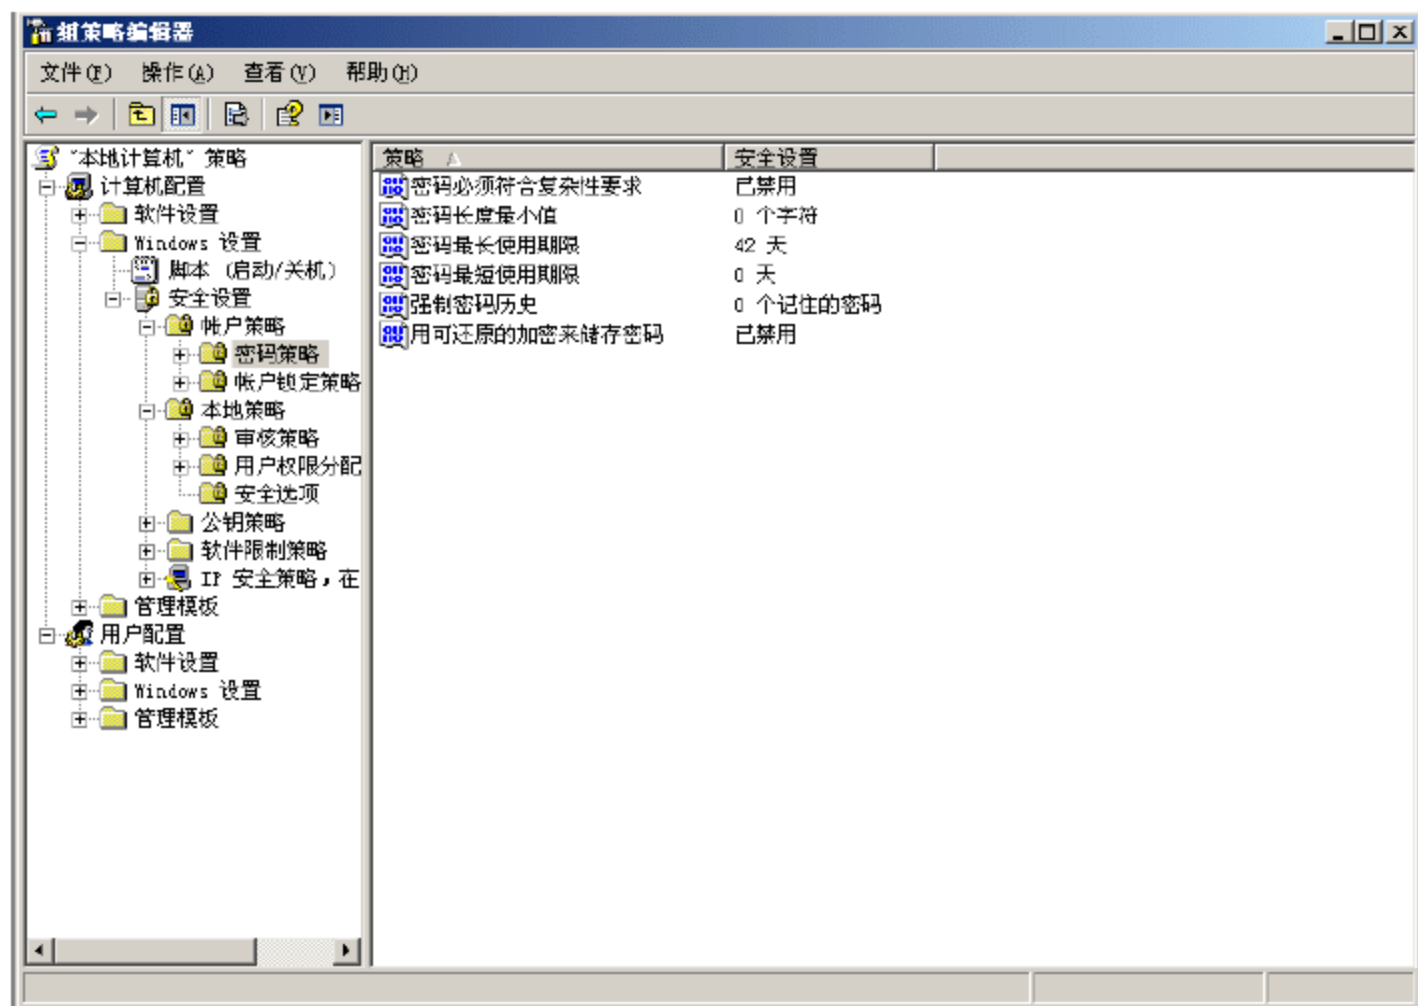 组策略编辑器
文件(F) 操作(A) 查看(V) 帮助(H)
"本地计算机" 策略
计算机配置
软件设置
Windows 设置
脚本 (启动/关机)
安全设置
帐户策略
密码策略
帐户锁定策略
本地策略
审核策略
用户权限分配
安全选项
公钥策略
软件限制策略
IP 安全策略，在
管理模板
用户配置
软件设置
Windows 设置
管理模板
策略 安全设置
密码必须符合复杂性要求 已禁用
密码长度最小值 0 个字符
密码最长使用期限 42 天
密码最短使用期限 0 天
强制密码历史 0 个记住的密码
用可还原的加密来储存密码 已禁用